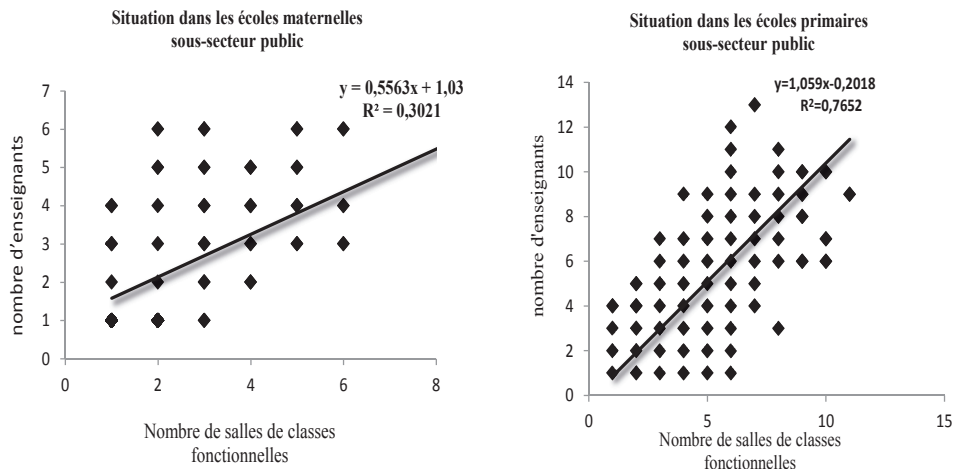 Situation dans les écoles maternelles
sous-secteur public
y = 0,5563x + 1,03
R² = 0,3021
nombre d'enseignants
7
6
5
4
3
2
1
0
0 2 4 6 8
Nombre de salles de classes
fonctionnelles
Situation dans les écoles primaires
sous-secteur public
y=1,059x-0,2018
R²=0,7652
nombre d'enseignants
14
12
10
8
6
4
2
0
0 5 10 15
Nombre de salles de classes
fonctionnelles